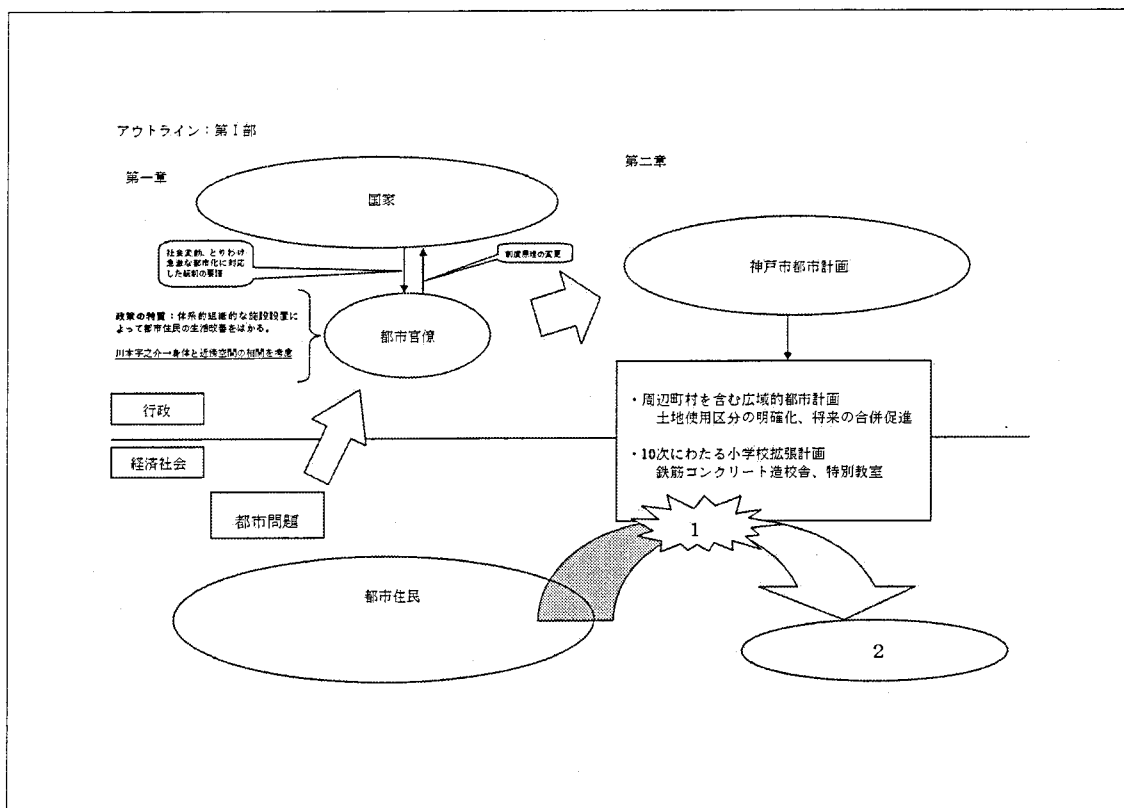 アウトライン：第Ⅰ部
第一章
国家
社会変動、とりわけ
急激な都市化に対応
した統制の要請
制度原理の変更
政策の特質：体系的組織的な施設設置に
よって都市住民の生活改善をはかる。
川本宇之介→身体と近傍空間の相関を考慮
都市官僚
行政
経済社会
都市問題
都市住民
第二章
神戸市都市計画
・周辺町村を含む広域的都市計画
土地使用区分の明確化、将来の合併促進
・10次にわたる小学校拡張計画
鉄筋コンクリート造校舎、特別教室
1
2